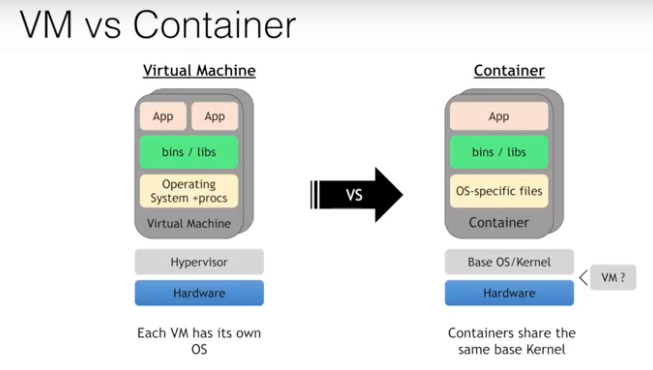 VM vs Container
Virtual Machine
App App
bins / libs
Operating
System +procs
Virtual Machine
Hypervisor
Hardware
Each VM has its own
OS
VS
Container
App
bins / libs
OS-specific files
Container
Base OS/Kernel
VM ?
Hardware
Containers share the
same base Kernel